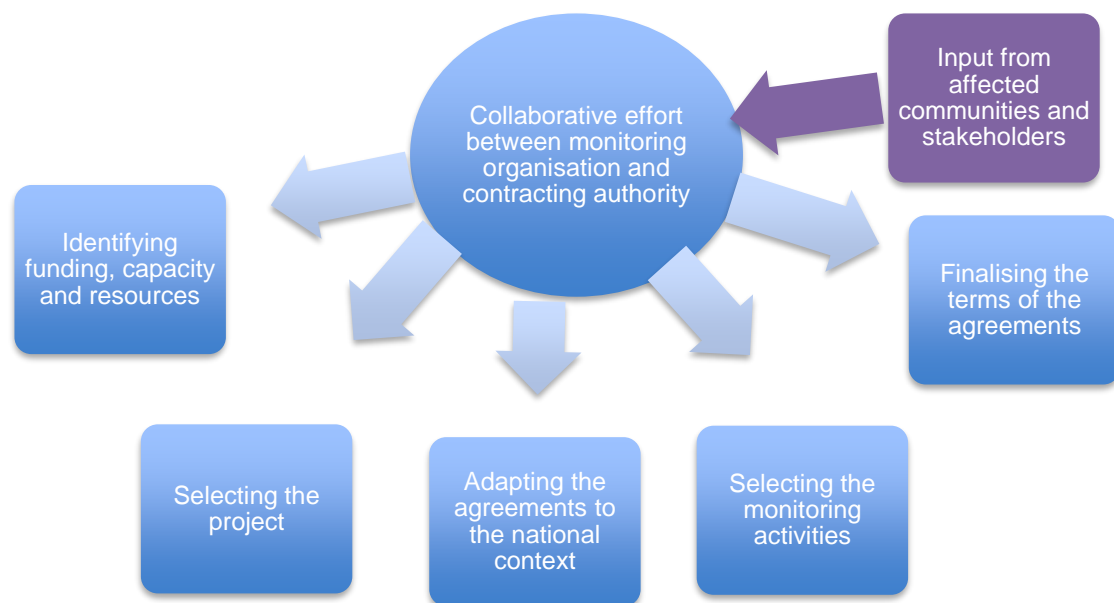 Collaborative effort
between monitoring
organisation and
contracting authority
Input from
affected
communities and
stakeholders
Identifying
funding, capacity
and resources
Finalising the
terms of the
agreements
Selecting the
project
Adapting the
agreements to
the national
context
Selecting the
monitoring
activities